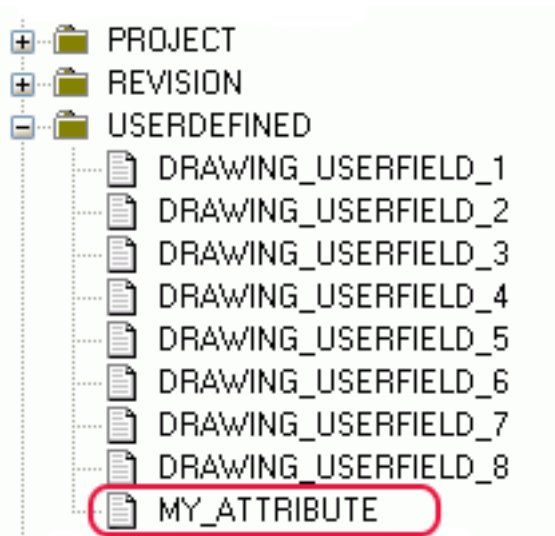 PROJECT
REVISION
USERDEFINED
DRAWING_USERFIELD_1
DRAWING_USERFIELD_2
DRAWING_USERFIELD_3
DRAWING_USERFIELD_4
DRAWING_USERFIELD_5
DRAWING_USERFIELD_6
DRAWING_USERFIELD_7
DRAWING_USERFIELD_8
MY_ATTRIBUTE